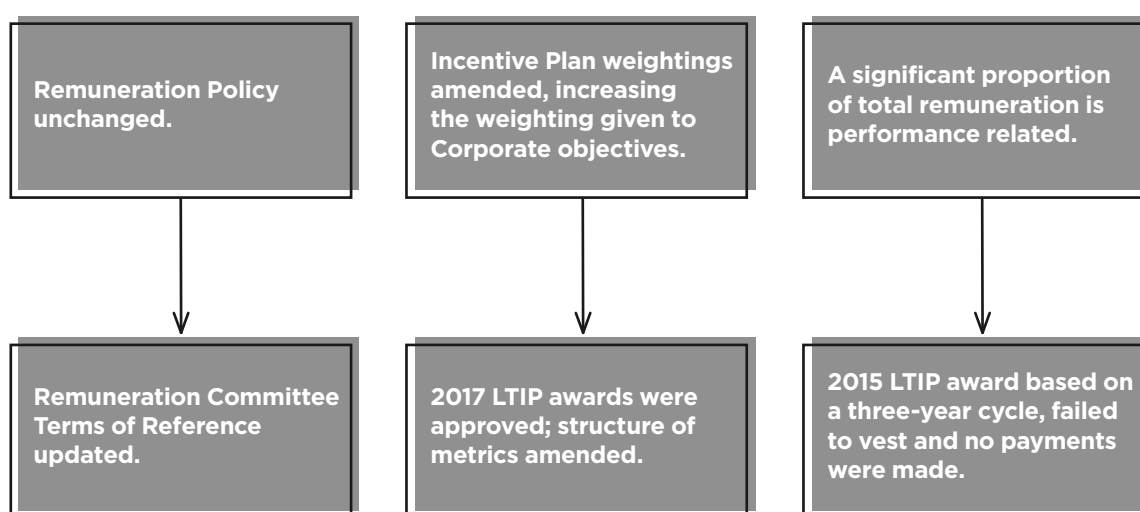 Remuneration Policy
unchanged.
Incentive Plan weightings
amended, increasing
the weighting given to
Corporate objectives.
A significant proportion
of total remuneration is
performance related.
Remuneration Committee
Terms of Reference
updated.
2017 LTIP awards were
approved; structure of
metrics amended.
2015 LTIP award based on
a three-year cycle, failed
to vest and no payments
were made.